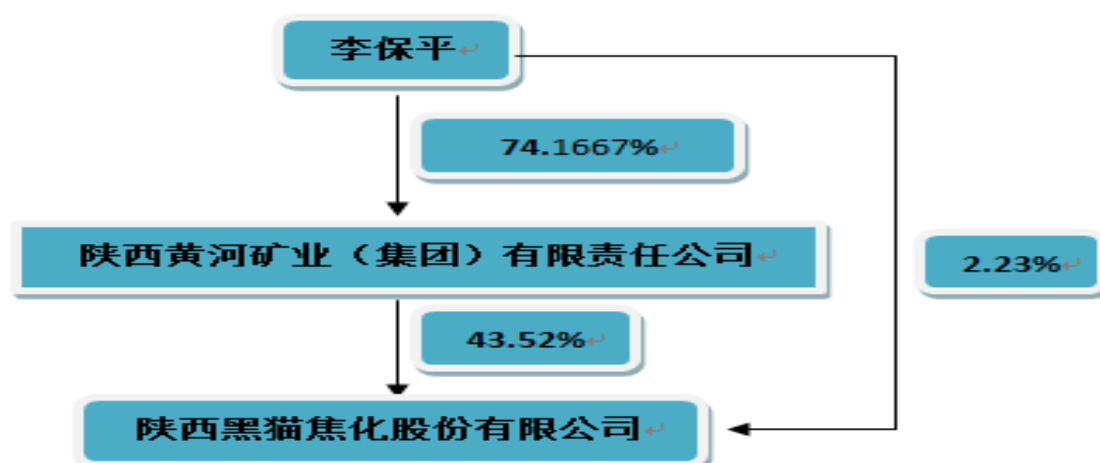 李保平
74.1667%
陕西黄河矿业（集团）有限责任公司
2.23%
43.52%
陕西黑猫焦化股份有限公司